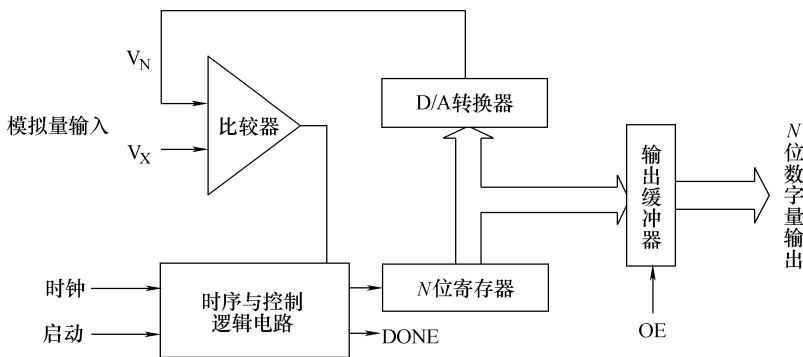 V_N
模拟量输入
V_X
比较器
D/A转换器
输出缓冲器
N位数字量输出
时钟
启动
时序与控制
逻辑电路
N位寄存器
DONE
OE